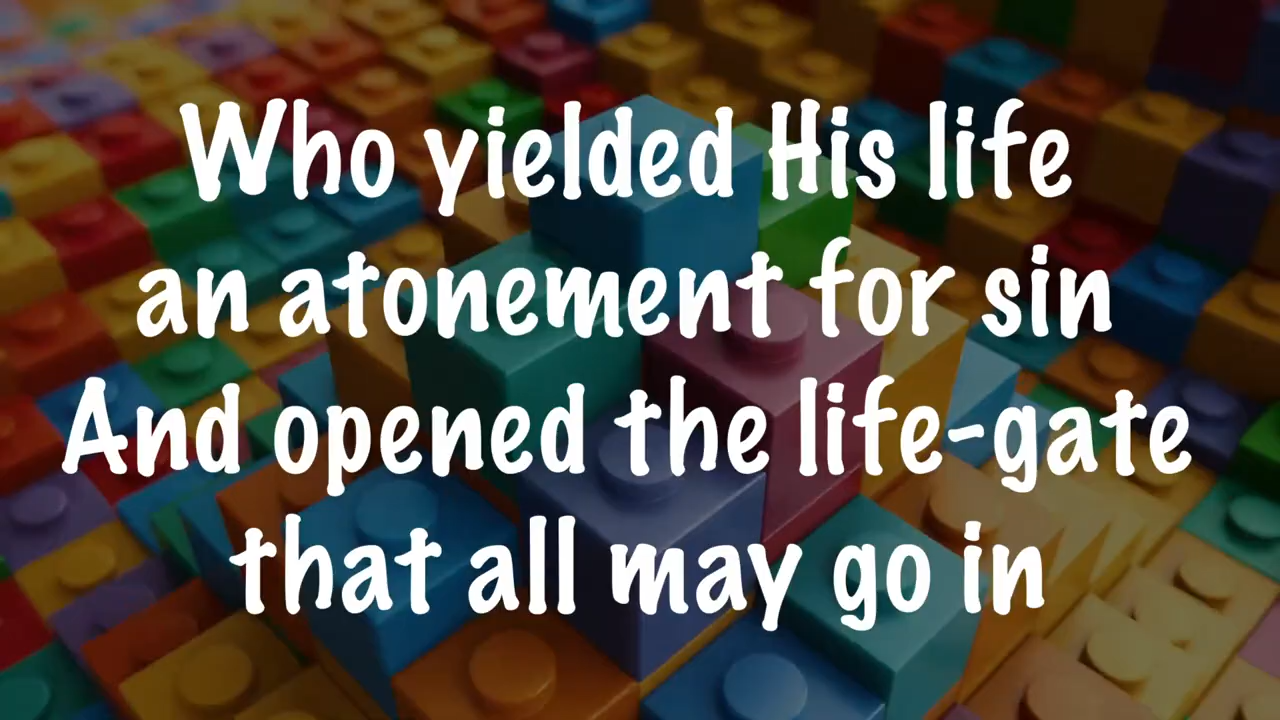 Who yielded His life
an atonement for sin
And opened the life-gate
that all may go in